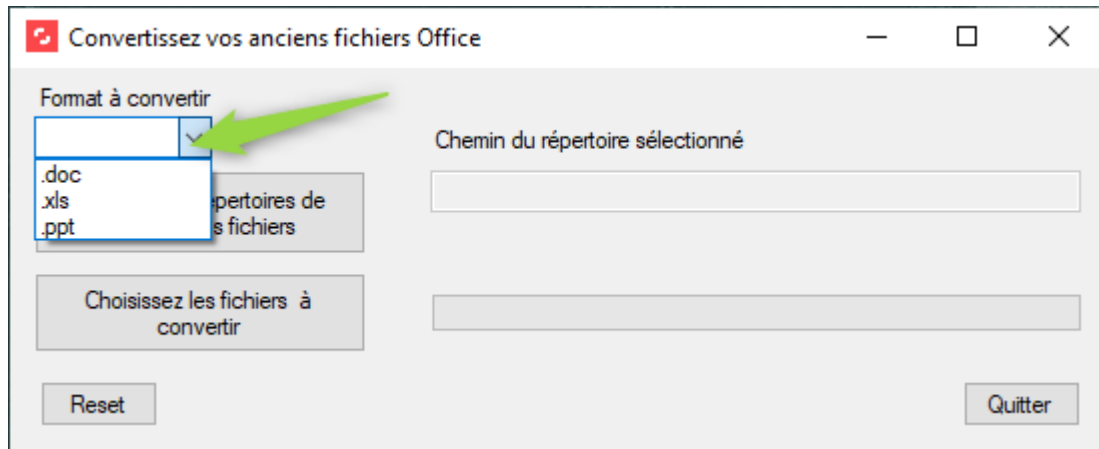 Convertissez vos anciens fichiers Office
Format à convertir
.doc
.xls
.ppt
Chemin du répertoire sélectionné
répertoires de
fichiers
Choisissez les fichiers à
convertir
Reset
Quitter